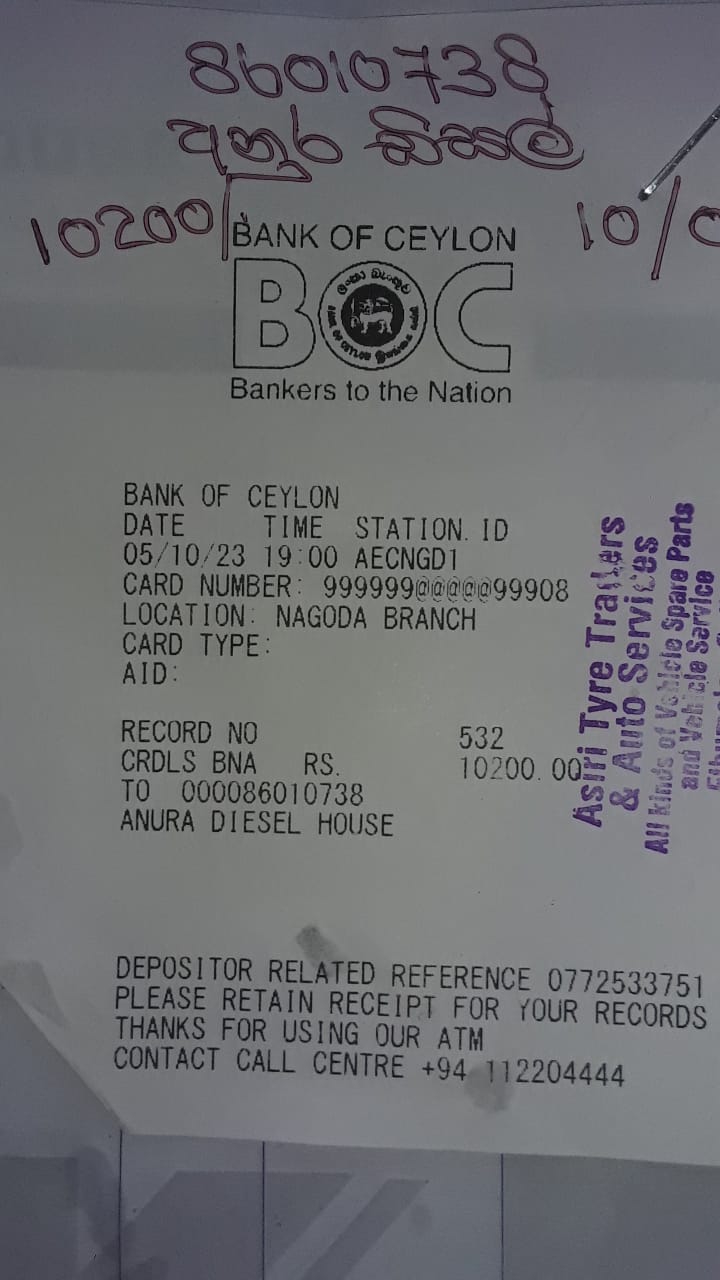 86010738
අනුර ඩීසල්
10200/
10/0
BANK OF CEYLON
BOC
ලංකා බැංකුව
BANK OF CEYLON
Bankers to the Nation
BANK OF CEYLON
DATE TIME STATION.ID
05/10/23 19:00 AECNGD1
CARD NUMBER: 999999@@@@@99908
LOCATION: NAGODA BRANCH
CARD TYPE:
AID:
RECORD NO 532
CRDLS BNA RS. 10200.00
TO 000086010738
ANURA DIESEL HOUSE
DEPOSITOR RELATED REFERENCE 0772533751
PLEASE RETAIN RECEIPT FOR YOUR RECORDS
THANKS FOR USING OUR ATM
CONTACT CALL CENTRE +94 112204444
Asiri Tyre Traders
& Auto Services
All Kinds of Vehicle Spare Parts
and Vehicle Service